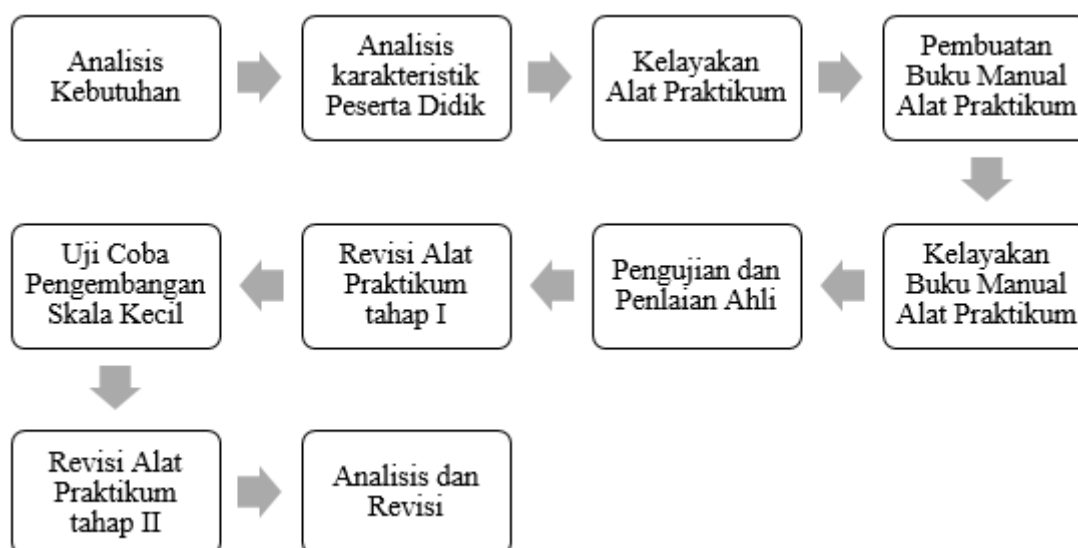 Analisis
Kebutuhan
Analisis
karakteristik
Peserta Didik
Kelayakan
Alat Praktikum
Pembuatan
Buku Manual
Alat Praktikum
Kelayakan
Buku Manual
Alat Praktikum
Pengujian dan
Penlaian Ahli
Revisi Alat
Praktikum
tahap I
Uji Coba
Pengembangan
Skala Kecil
Revisi Alat
Praktikum
tahap II
Analisis dan
Revisi